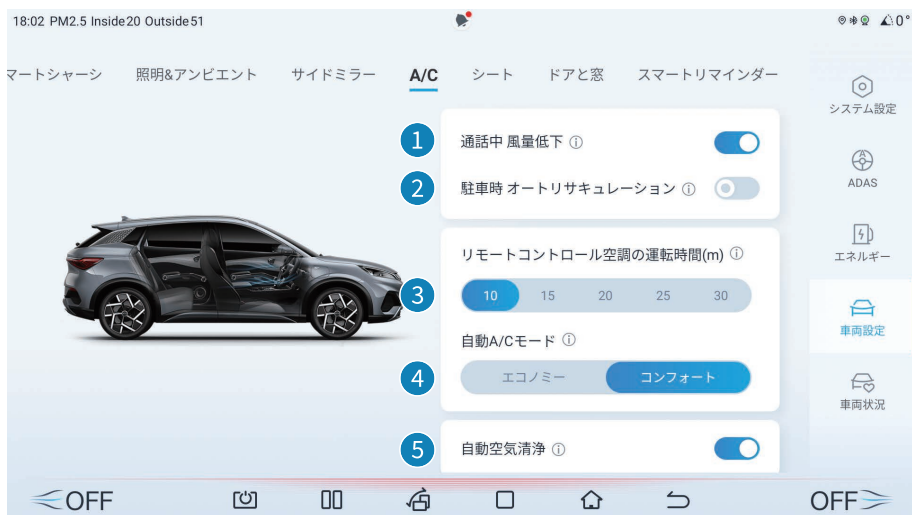 18:02 PM2.5 Inside20 Outside51
0°
マートシャーシ 照明&アンビエント サイドミラー A/C シート ドアと窓 スマートリマインダー
1 通話中 風量低下
2 駐車時 オートリサキュレーション
リモートコントロール空調の運転時間(m)
3 10 15 20 25 30
自動A/Cモード
4 エコノミー コンフォート
5 自動空気清浄
システム設定
ADAS
エネルギー
車両設定
車両状況
OFF
OFF